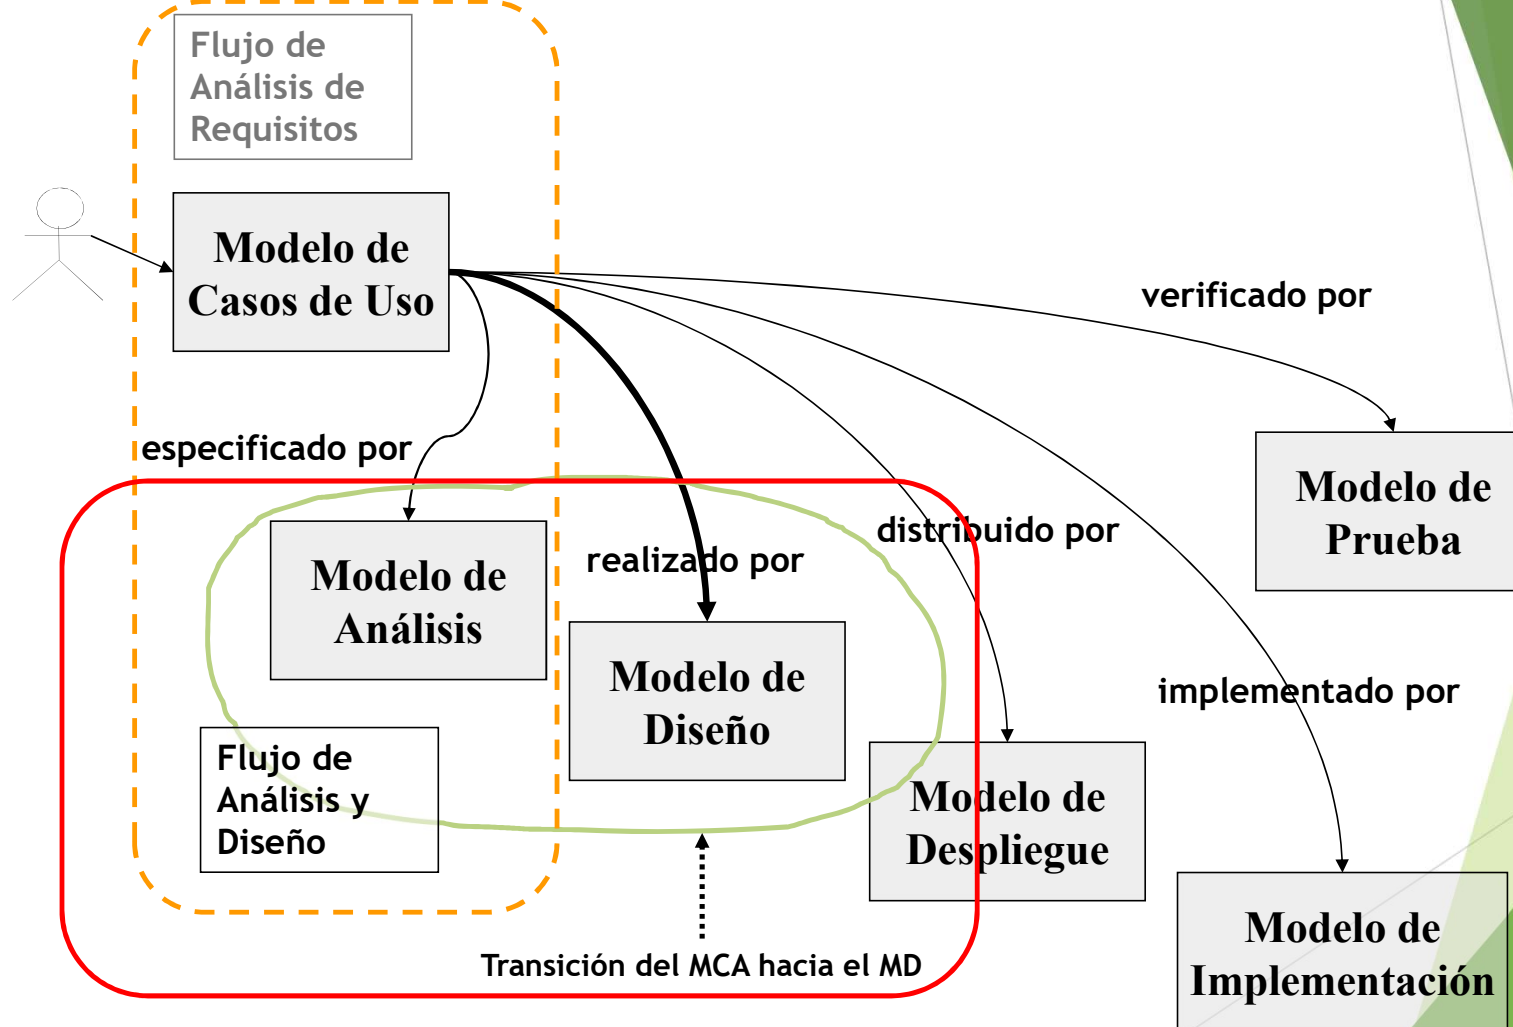 Flujo de
Análisis de
Requisitos
Modelo de
Casos de Uso
verificado por
especificado por
Modelo de
Prueba
distribuido por
realizado por
Modelo de
Análisis
Modelo de
Diseño
implementado por
Flujo de
Análisis y
Diseño
Modelo de
Despliegue
Transición del MCA hacia el MD
Modelo de
Implementación